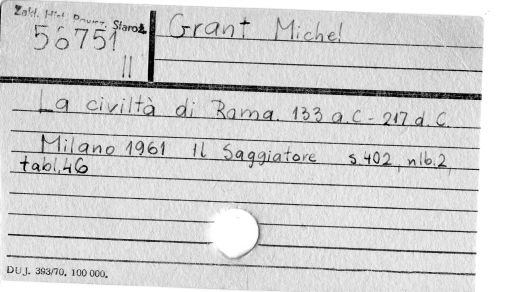 Zakł. Hist. Powsz. Staroż.
56751
II
Grant Michel
La civiltà di Roma. 133 a.C - 217 d. C.
Milano 1961 Il Saggiatore s 402, nlb. 2,
tabl. 46
DUJ. 393/70. 100 000.